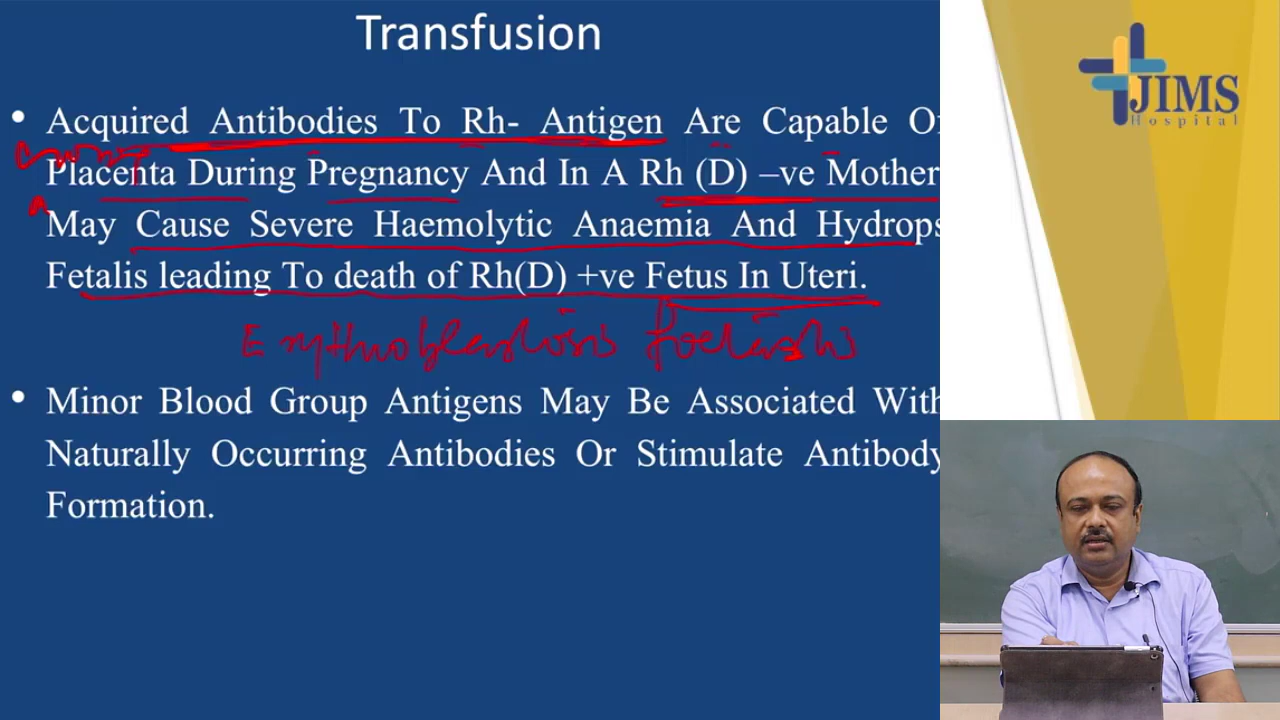 Transfusion
• Acquired Antibodies To Rh- Antigen Are Capable Of
Placenta During Pregnancy And In A Rh (D) –ve Mother
May Cause Severe Haemolytic Anaemia And Hydrops
Fetalis leading To death of Rh(D) +ve Fetus In Uteri.
• Minor Blood Group Antigens May Be Associated With
Naturally Occurring Antibodies Or Stimulate Antibody
Formation.
JIMS
Hospital